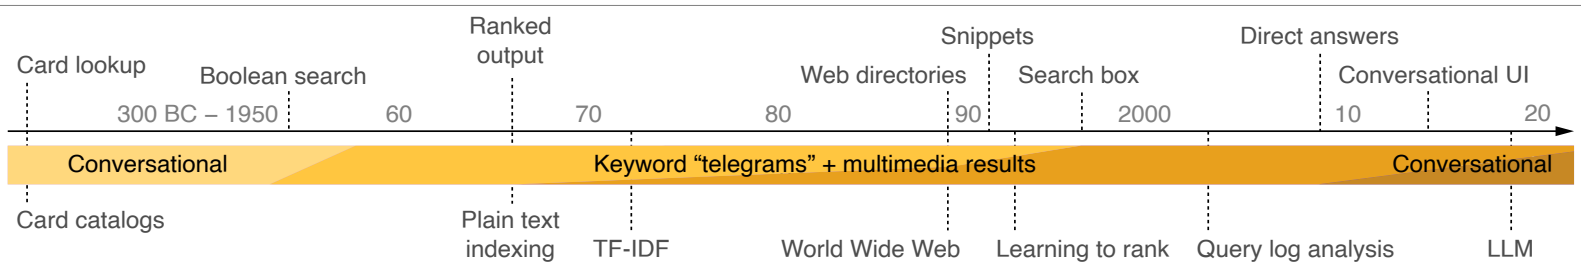 Ranked
output
Snippets
Direct answers
Card lookup
Boolean search
Web directories
Search box
Conversational UI
300 BC – 1950
60
70
80
90
2000
10
20
Conversational
Keyword “telegrams” + multimedia results
Conversational
Card catalogs
Plain text
indexing
TF-IDF
World Wide Web
Learning to rank
Query log analysis
LLM